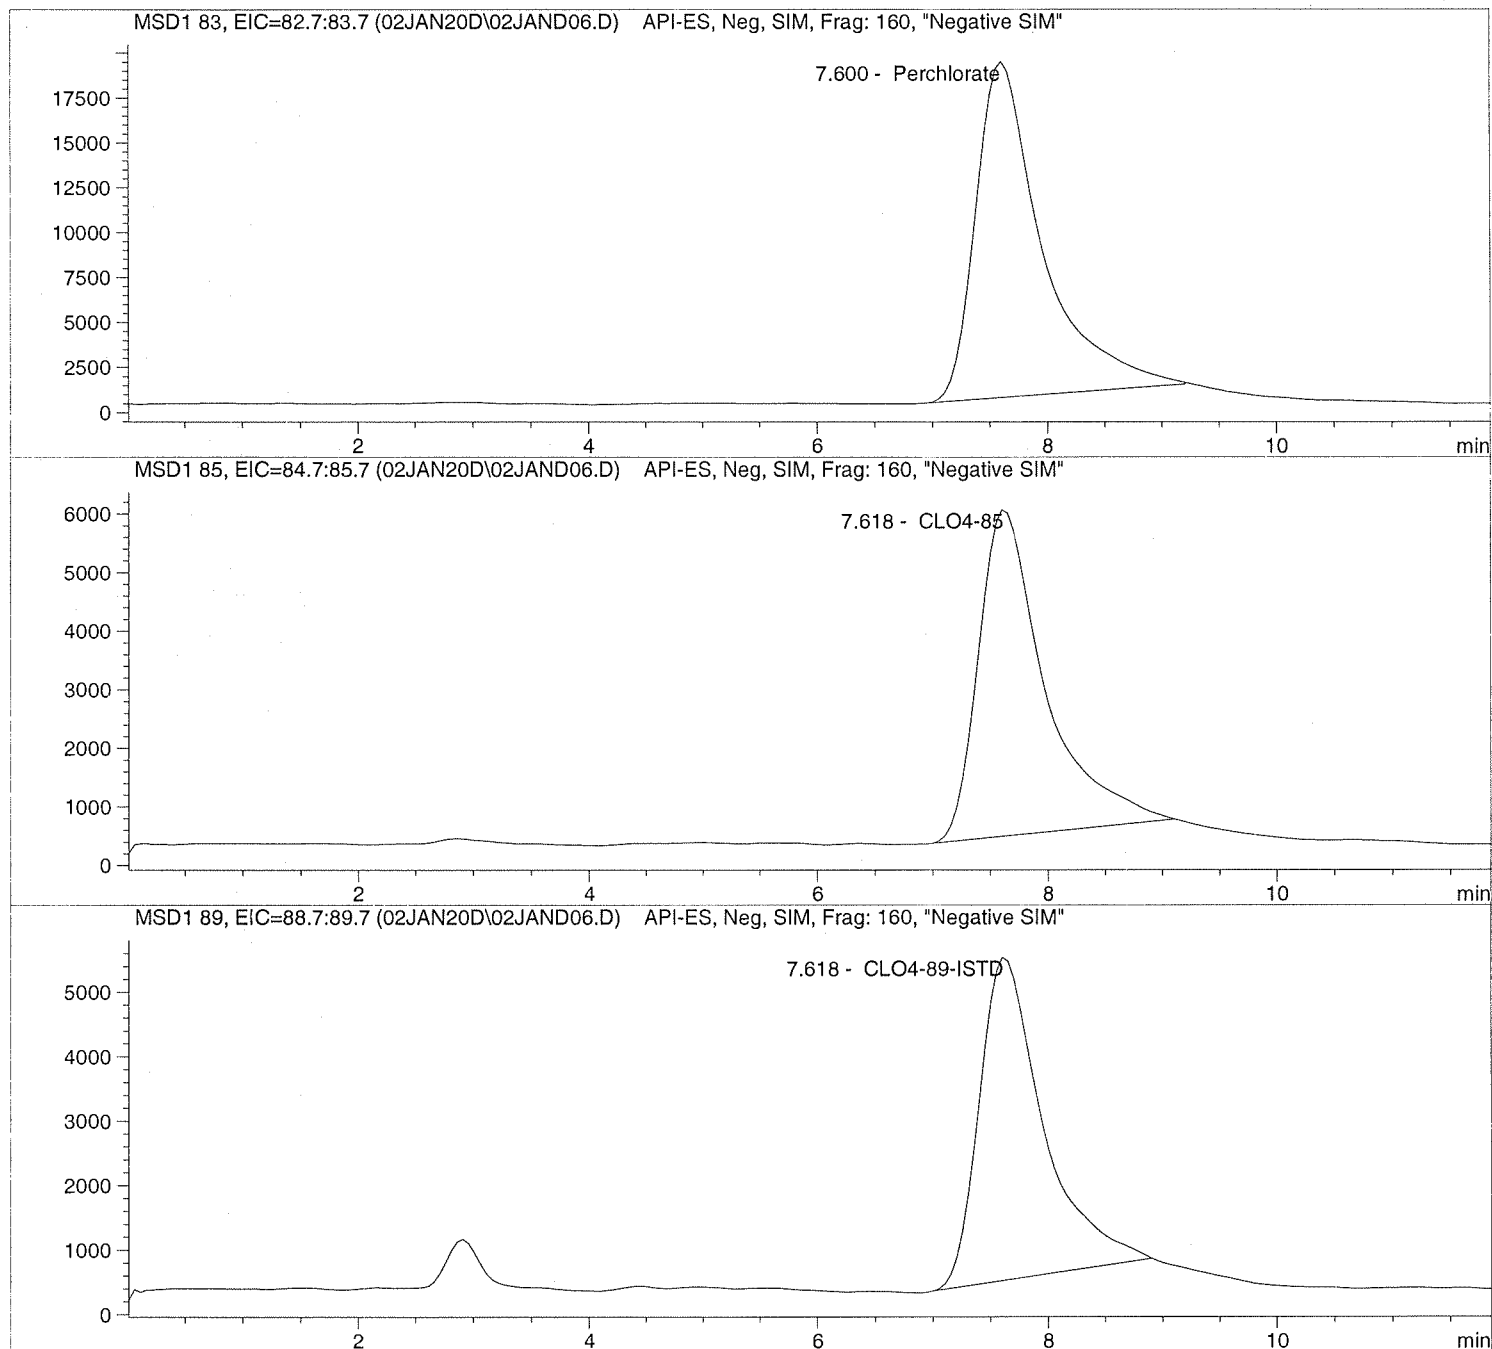 MSD1 83, EIC=82.7:83.7 (02JAN20D\02JAND06.D) API-ES, Neg, SIM, Frag: 160, "Negative SIM"
7.600 - Perchlorate
17500
15000
12500
10000
7500
5000
2500
0
2 4 6 8 10 min
MSD1 85, EIC=84.7:85.7 (02JAN20D\02JAND06.D) API-ES, Neg, SIM, Frag: 160, "Negative SIM"
6000
7.618 - CLO4-85
5000
4000
3000
2000
1000
0
2 4 6 8 10 min
MSD1 89, EIC=88.7:89.7 (02JAN20D\02JAND06.D) API-ES, Neg, SIM, Frag: 160, "Negative SIM"
7.618 - CLO4-89-ISTD
5000
4000
3000
2000
1000
0
2 4 6 8 10 min